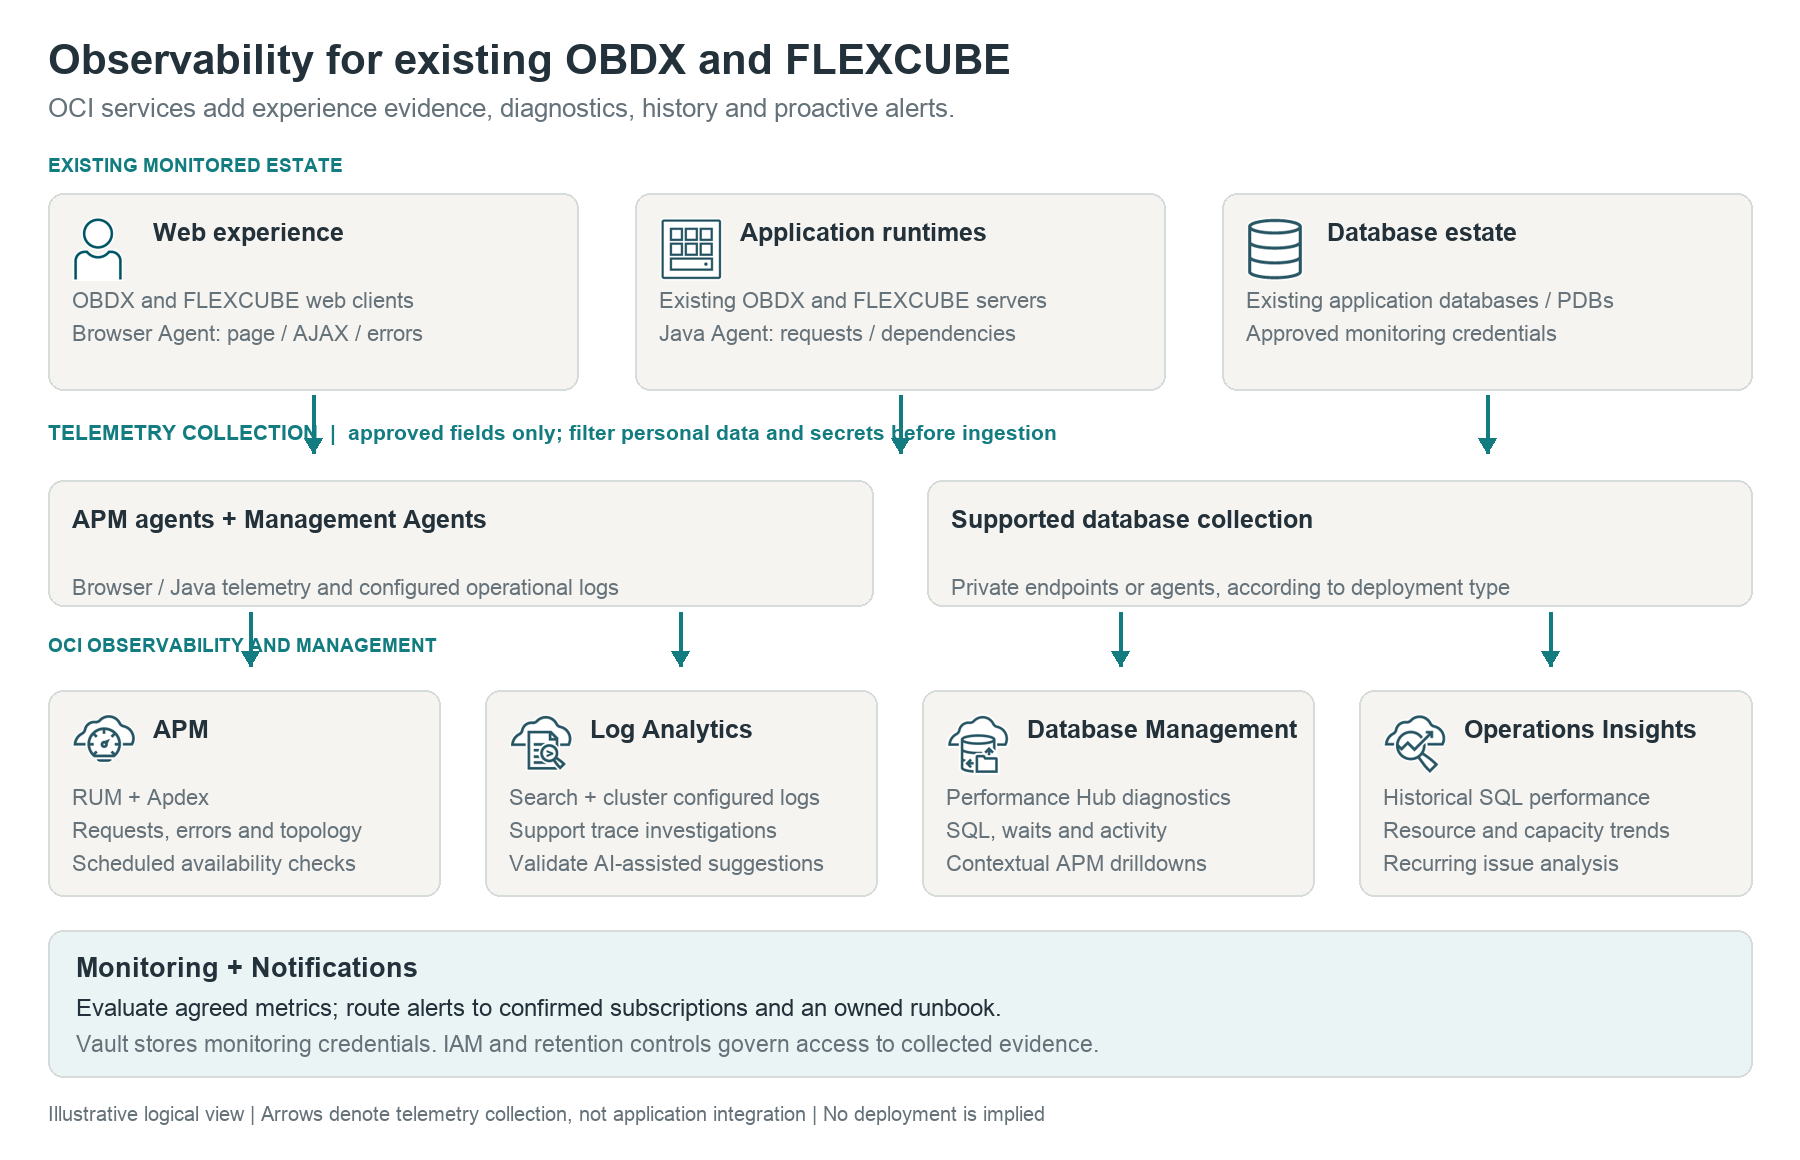 Observability for existing OBDX and FLEXCUBE
OCI services add experience evidence, diagnostics, history and proactive alerts.
EXISTING MONITORED ESTATE
Web experience
OBDX and FLEXCUBE web clients
Browser Agent: page / AJAX / errors
Application runtimes
Existing OBDX and FLEXCUBE servers
Java Agent: requests / dependencies
Database estate
Existing application databases / PDBs
Approved monitoring credentials
TELEMETRY COLLECTION | approved fields only; filter personal data and secrets before ingestion
APM agents + Management Agents
Browser / Java telemetry and configured operational logs
Supported database collection
Private endpoints or agents, according to deployment type
OCI OBSERVABILITY AND MANAGEMENT
APM
RUM + Apdex
Requests, errors and topology
Scheduled availability checks
Log Analytics
Search + cluster configured logs
Support trace investigations
Validate AI-assisted suggestions
Database Management
Performance Hub diagnostics
SQL, waits and activity
Contextual APM drilldowns
Operations Insights
Historical SQL performance
Resource and capacity trends
Recurring issue analysis
Monitoring + Notifications
Evaluate agreed metrics; route alerts to confirmed subscriptions and an owned runbook.
Vault stores monitoring credentials. IAM and retention controls govern access to collected evidence.
Illustrative logical view | Arrows denote telemetry collection, not application integration | No deployment is implied